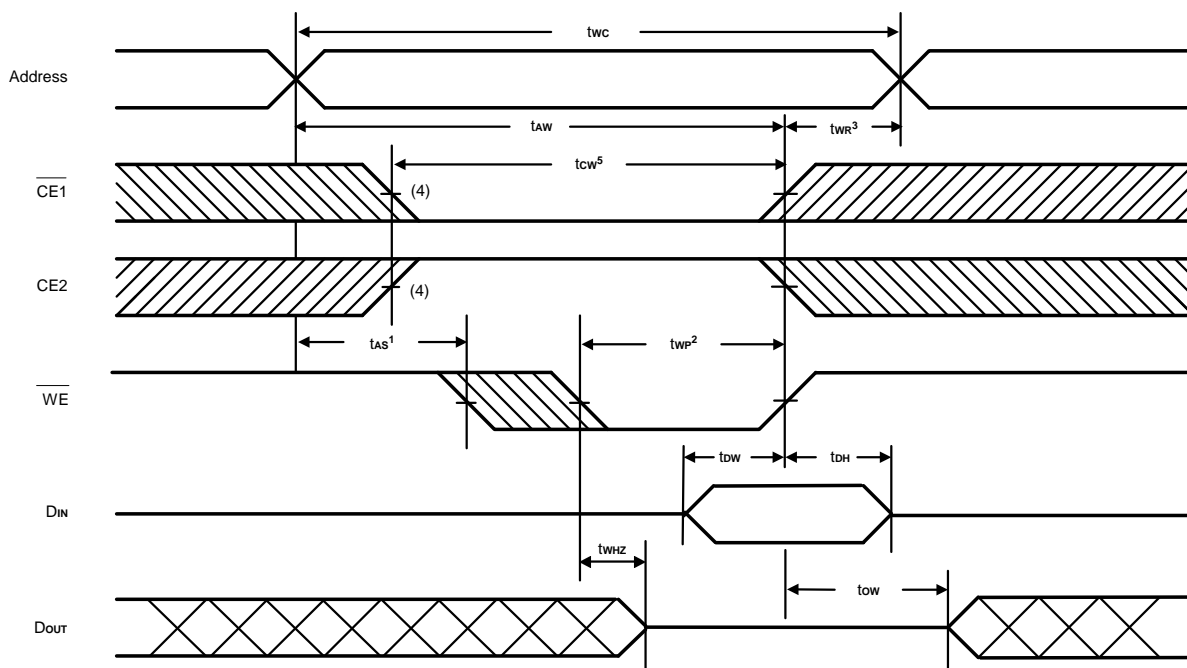 twc
Address
tAW
tWR³
tCW⁵
CE1
(4)
CE2
(4)
tAS¹
tWP²
WE
tDW
tDH
DIN
tWHZ
tOW
DOUT